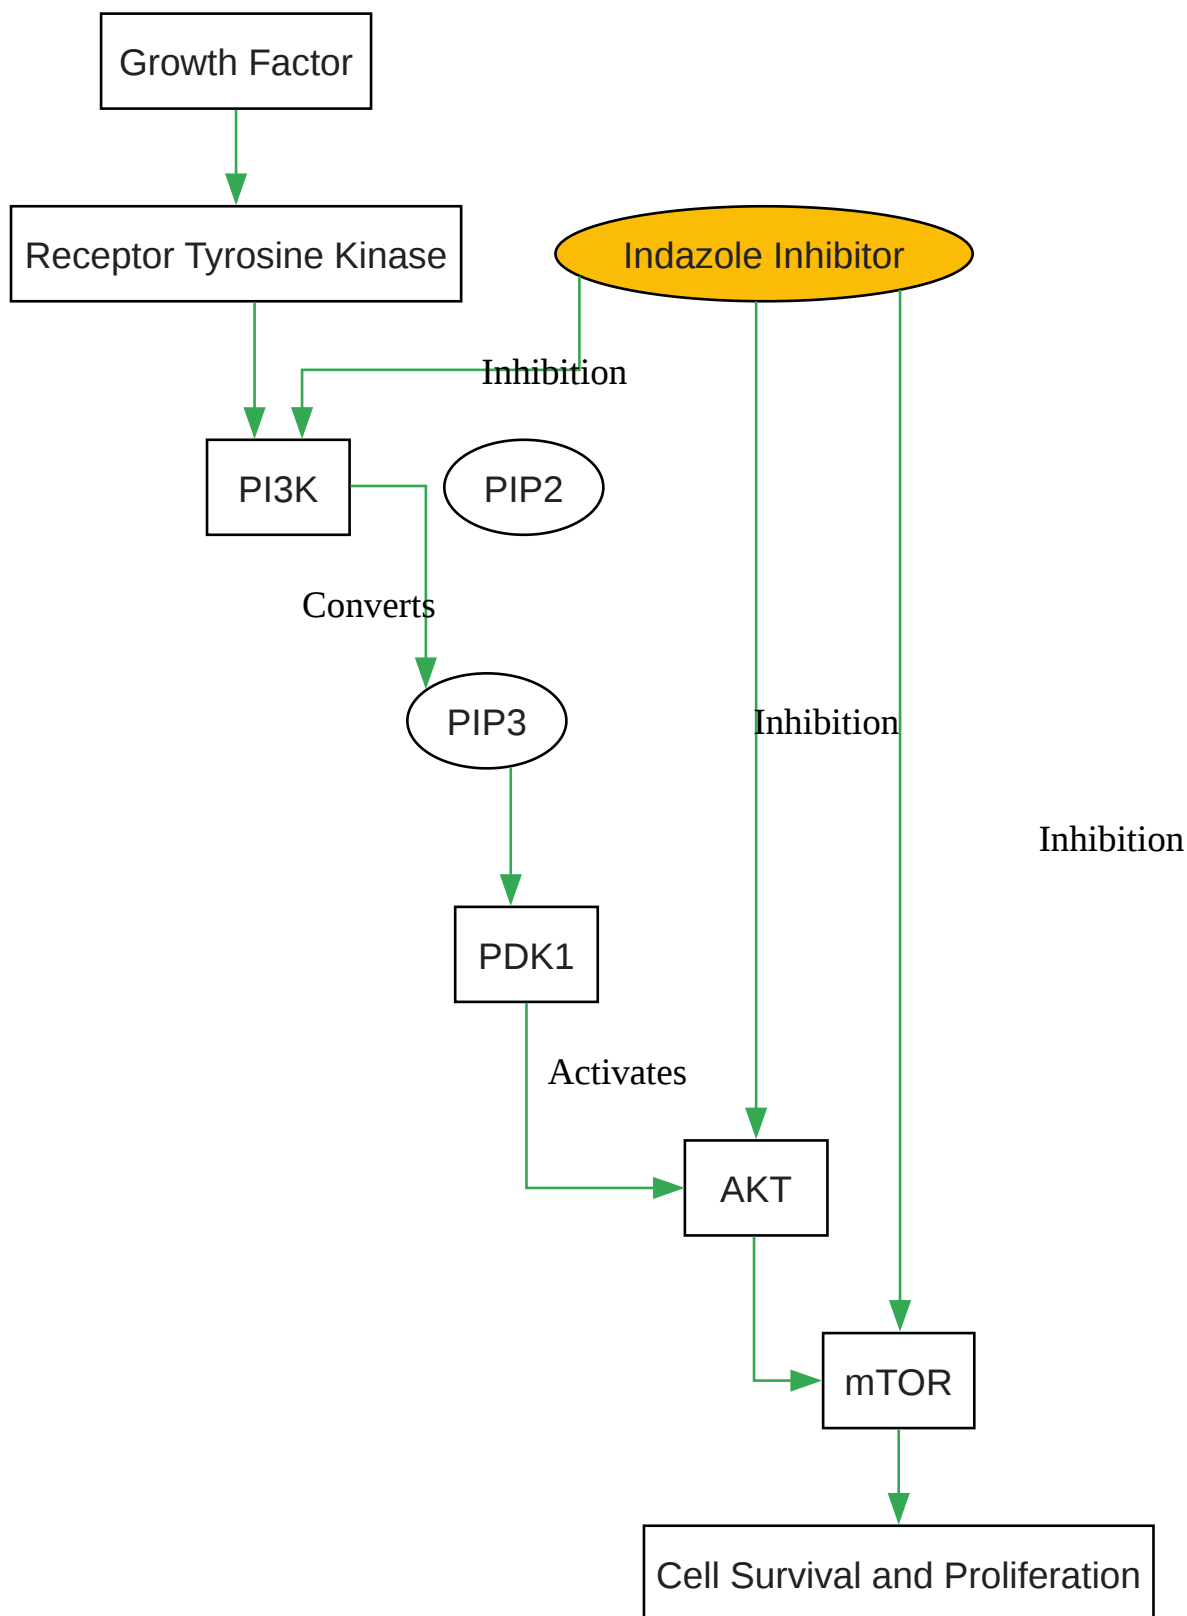 Growth Factor
Receptor Tyrosine Kinase
Indazole Inhibitor
Inhibition
PI3K
PIP2
Converts
PIP3
Inhibition
Inhibition
PDK1
Activates
AKT
mTOR
Cell Survival and Proliferation